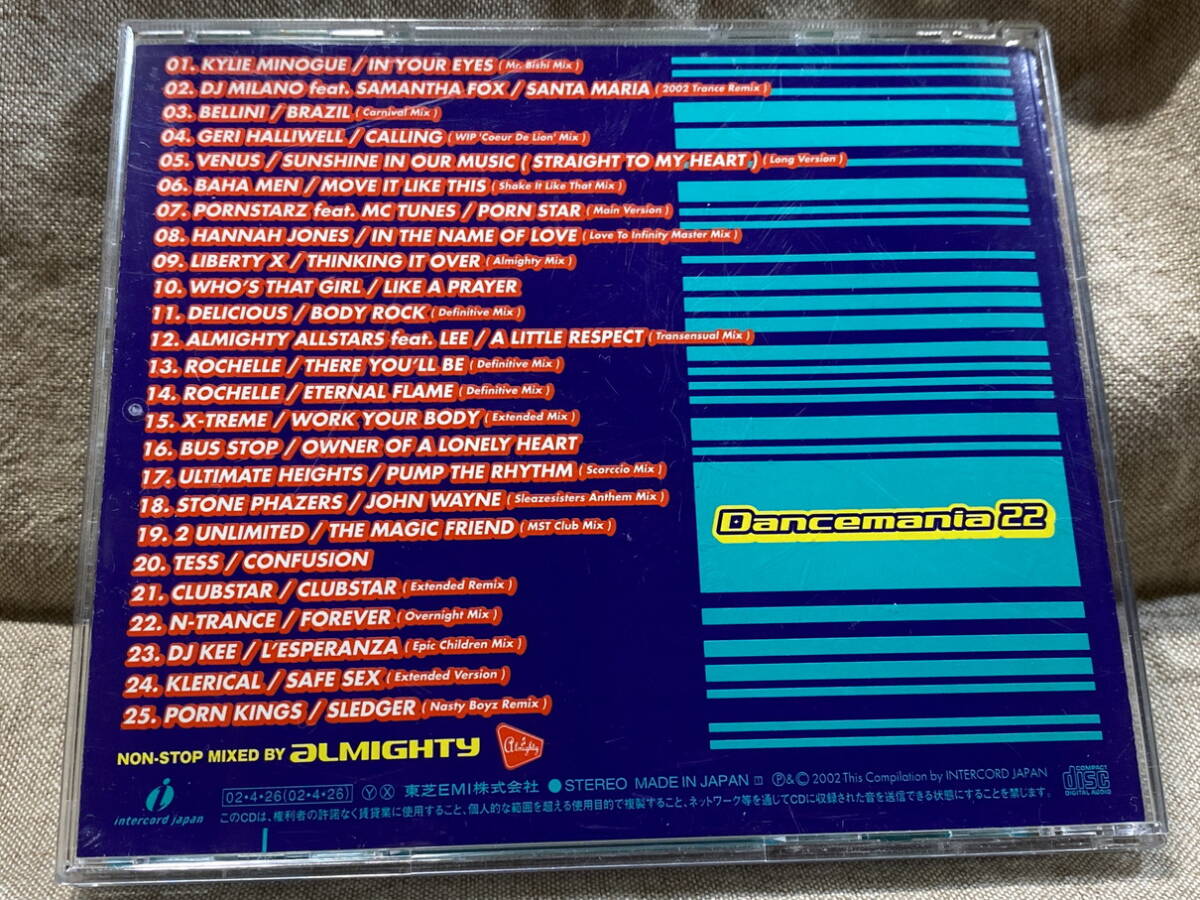 01. KYLIE MINOGUE / IN YOUR EYES ( Mr. Bishi Mix )
02. DJ MILANO feat. SAMANTHA FOX / SANTA MARIA ( 2002 Trance Remix )
03. BELLINI / BRAZIL ( Carnival Mix )
04. GERI HALLIWELL / CALLING ( WIP 'Coeur De Lion' Mix )
05. VENUS / SUNSHINE IN OUR MUSIC ( STRAIGHT TO MY HEART ) ( Long Version )
06. BAHA MEN / MOVE IT LIKE THIS ( Shake It Like That Mix )
07. PORNSTARZ feat. MC TUNES / PORN STAR ( Main Version )
08. HANNAH JONES / IN THE NAME OF LOVE ( Love To Infinity Master Mix )
09. LIBERTY X / THINKING IT OVER ( Almighty Mix )
10. WHO'S THAT GIRL / LIKE A PRAYER
11. DELICIOUS / BODY ROCK ( Definitive Mix )
12. ALMIGHTY ALLSTARS feat. LEE / A LITTLE RESPECT ( Transensual Mix )
13. ROCHELLE / THERE YOU'LL BE ( Definitive Mix )
14. ROCHELLE / ETERNAL FLAME ( Definitive Mix )
15. X-TREME / WORK YOUR BODY ( Extended Mix )
16. BUS STOP / OWNER OF A LONELY HEART
17. ULTIMATE HEIGHTS / PUMP THE RHYTHM ( Scorccio Mix )
18. STONE PHAZERS / JOHN WAYNE ( Sleazesisters Anthem Mix )
19. 2 UNLIMITED / THE MAGIC FRIEND ( MST Club Mix )
20. TESS / CONFUSION
21. CLUBSTAR / CLUBSTAR ( Extended Remix )
22. N-TRANCE / FOREVER ( Overnight Mix )
23. DJ KEE / L'ESPERANZA ( Epic Children Mix )
24. KLERICAL / SAFE SEX ( Extended Version )
25. PORN KINGS / SLEDGER ( Nasty Boyz Remix )
Dancemania 22
NON-STOP MIXED BY ALMIGHTY
Almighty
intercord japan
02・4・26(02・4・26) Ⓨ Ⓧ 東芝EMI株式会社 ● STEREO MADE IN JAPAN Ⓟ&© 2002 This Compilation by INTERCORD JAPAN
COMPACT disc DIGITAL AUDIO
このCDは、権利者の許諾なく賃貸業に使用すること、個人的な範囲を超える使用目的で複製すること、ネットワーク等を通してCDに収録された音を送信できる状態にすることを禁じます。